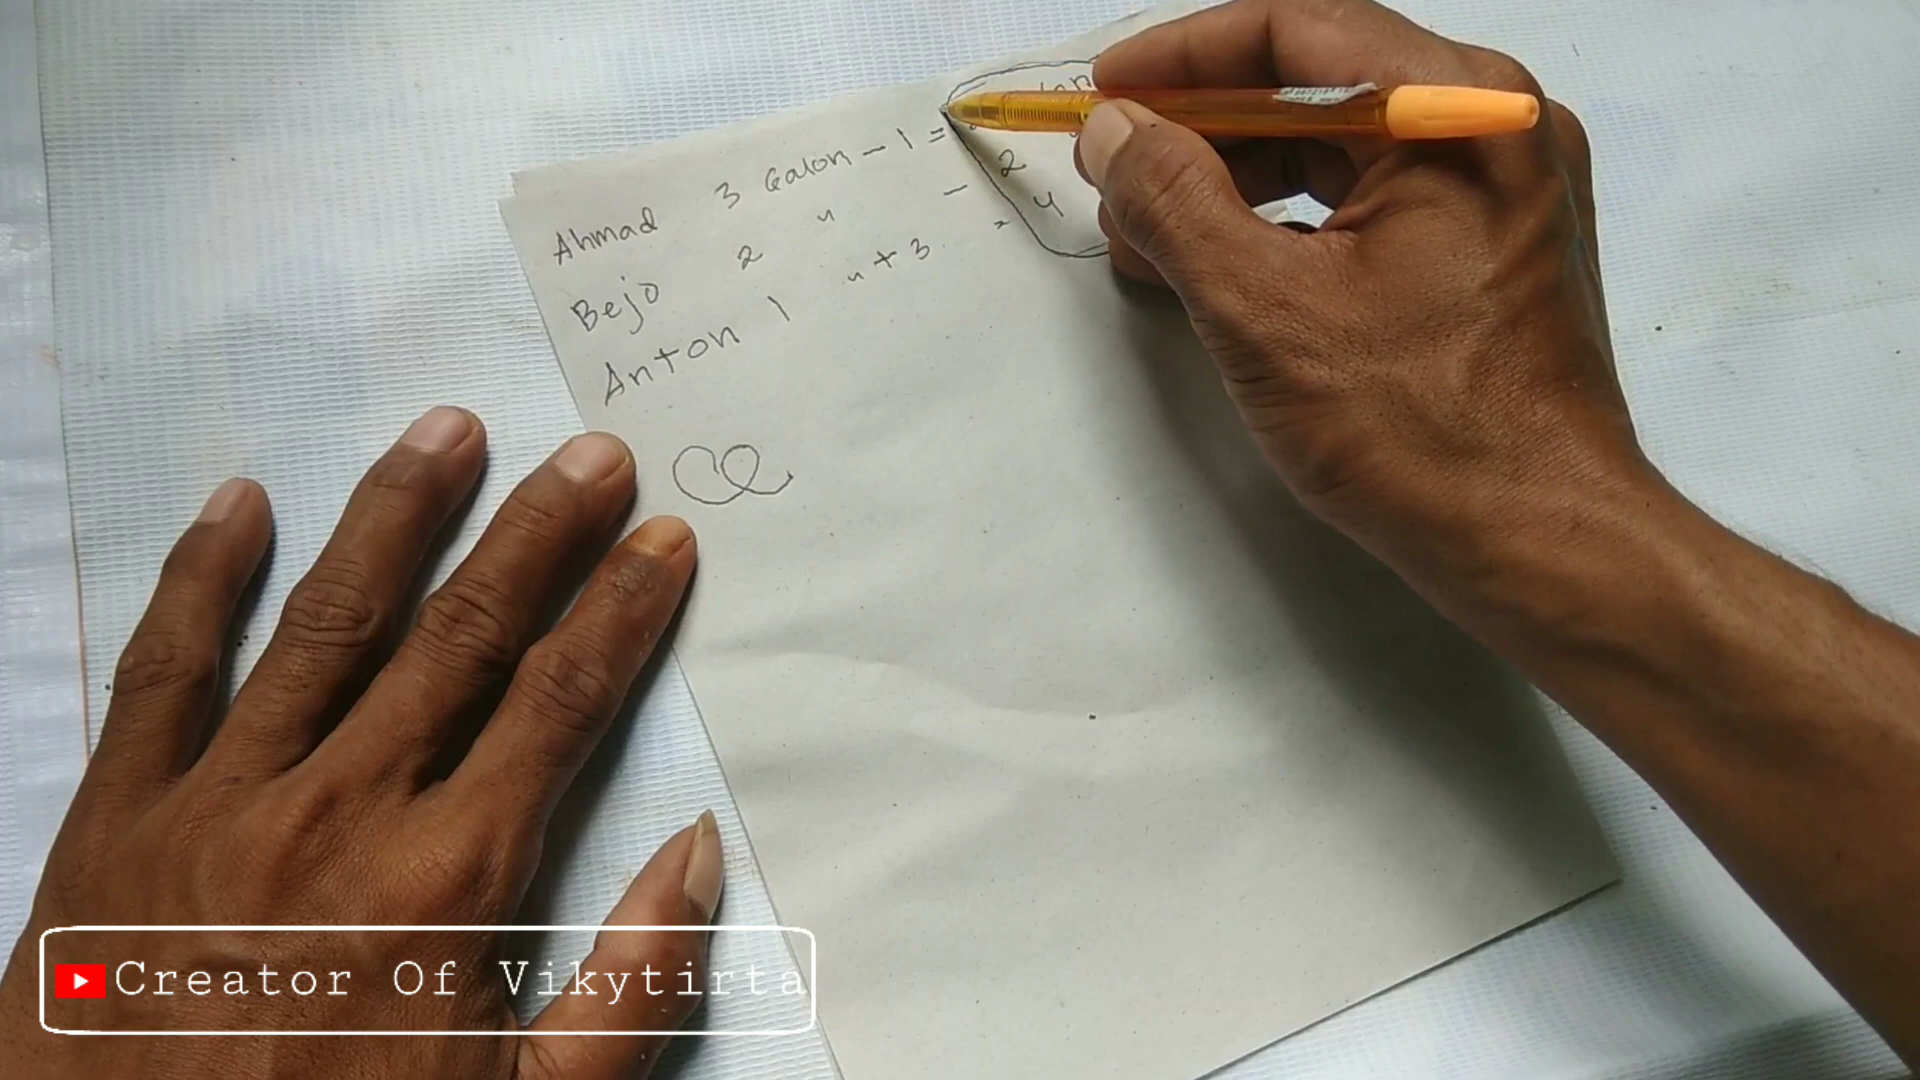 Ahmad 3 Galon - 1 =
Bejo 2 " - 2
Anton 1 " + 3 = 4
Creator Of Vikytirta